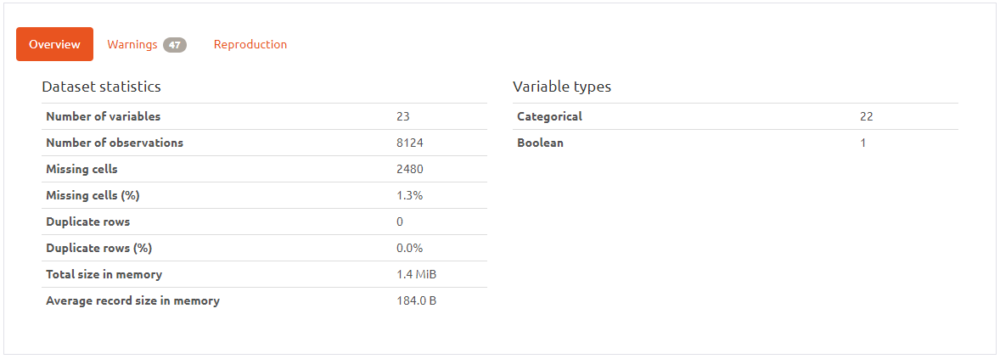 Overview Warnings 47 Reproduction
Dataset statistics
Number of variables 23
Number of observations 8124
Missing cells 2480
Missing cells (%) 1.3%
Duplicate rows 0
Duplicate rows (%) 0.0%
Total size in memory 1.4 MiB
Average record size in memory 184.0 B
Variable types
Categorical 22
Boolean 1